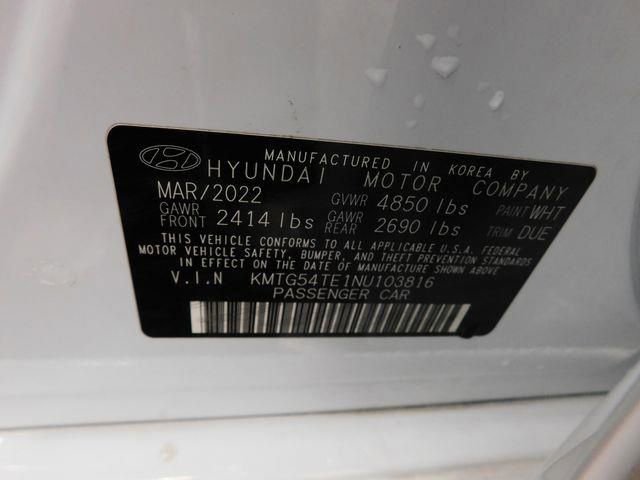 MANUFACTURED IN KOREA BY
HYUNDAI MOTOR COMPANY
MAR/2022 GVWR 4850 lbs PAINT WHT
GAWR FRONT 2414 lbs GAWR REAR 2690 lbs TRIM DUE
THIS VEHICLE CONFORMS TO ALL APPLICABLE U.S.A. FEDERAL
MOTOR VEHICLE SAFETY, BUMPER, AND THEFT PREVENTION STANDARDS
IN EFFECT ON THE DATE OF MANUFACTURE SHOWN ABOVE.
V.I.N KMTG54TE1NU103816
PASSENGER CAR